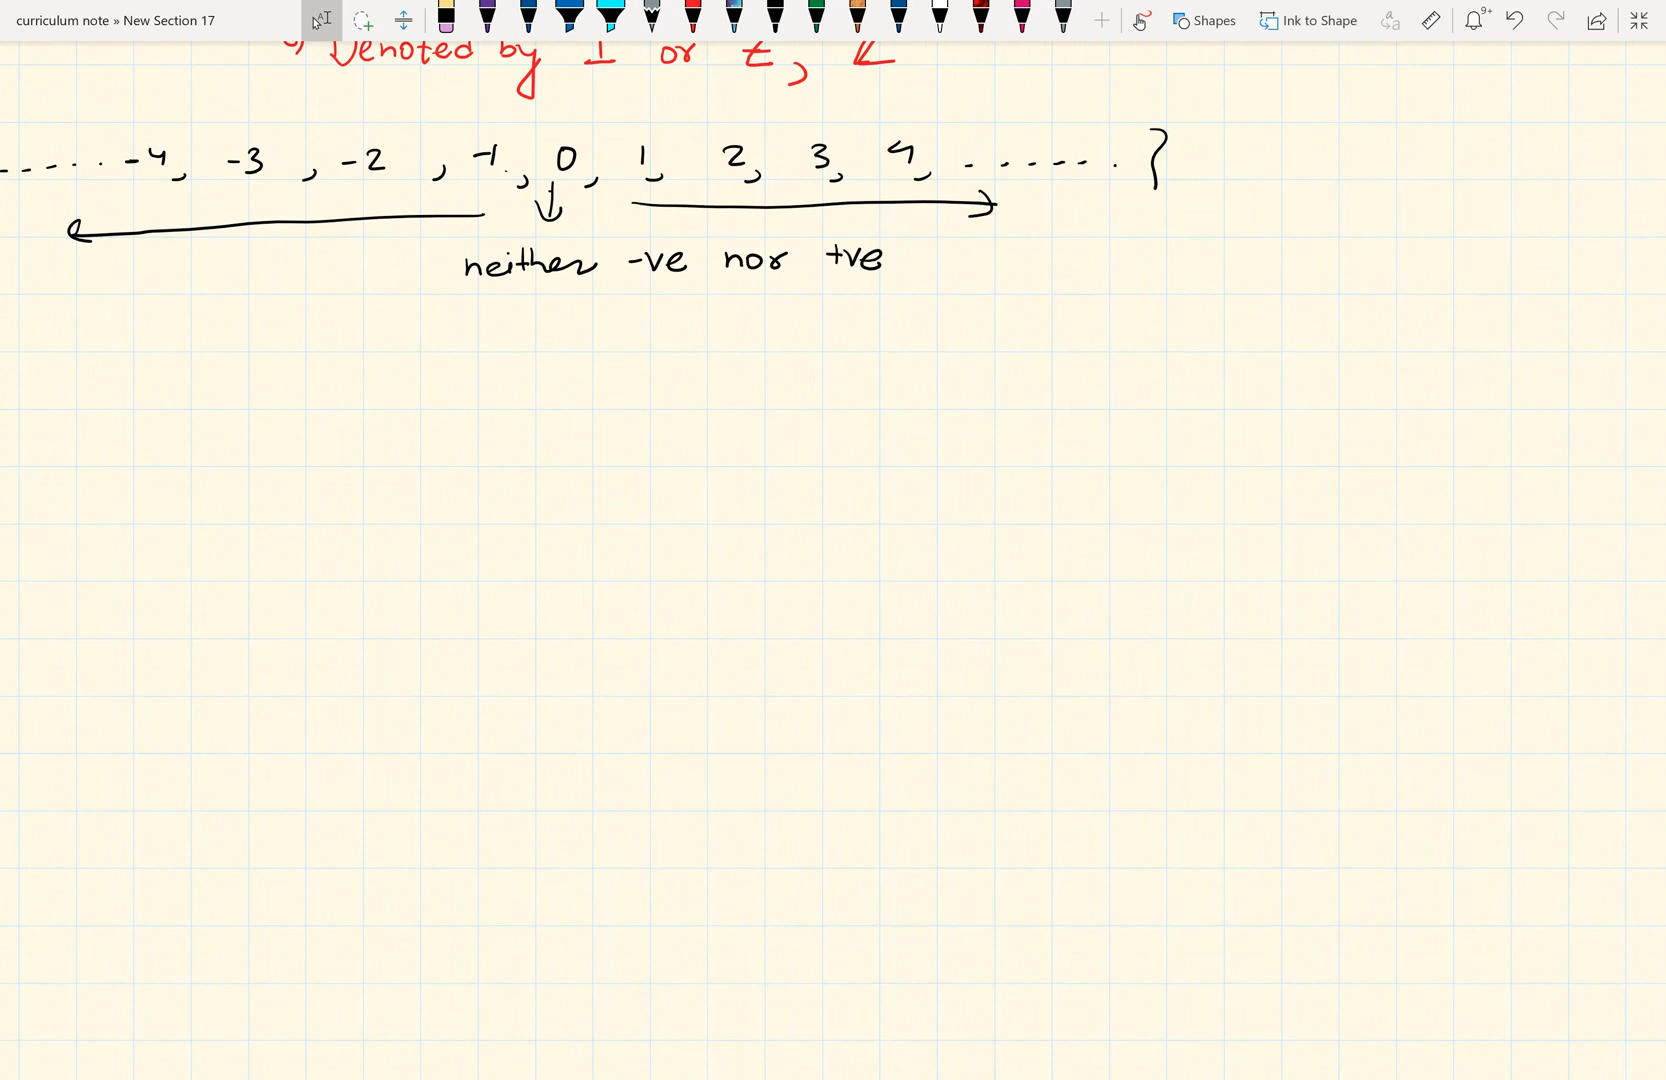 curriculum note » New Section 17
Shapes
Ink to Shape
9+
Denoted by I or Z, Z
----. -4, -3, -2, -1, 0, 1, 2, 3, 4, ------. }
neither -ve nor +ve